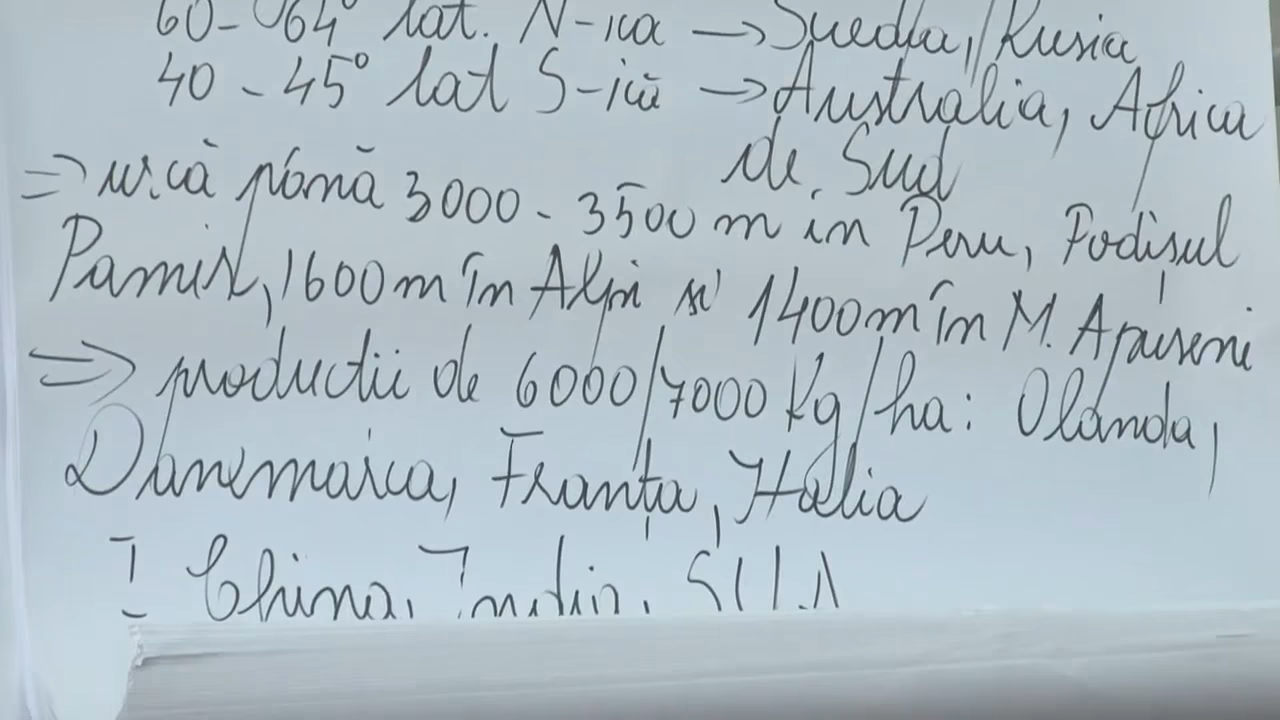 60-64° lat. N-ica → Suedia, Rusia
40 - 45° lat S-ică → Australia, Africa
de Sud
⇒ urcă până 3000 - 3500 m in Peru, Podișul
Pamir, 1600 m în Alpi și 1400 m în M. Apuseni
⇒ productii de 6000/7000 Kg/ha: Olanda,
Danemarca, Franța, Italia
I China, India, SUA